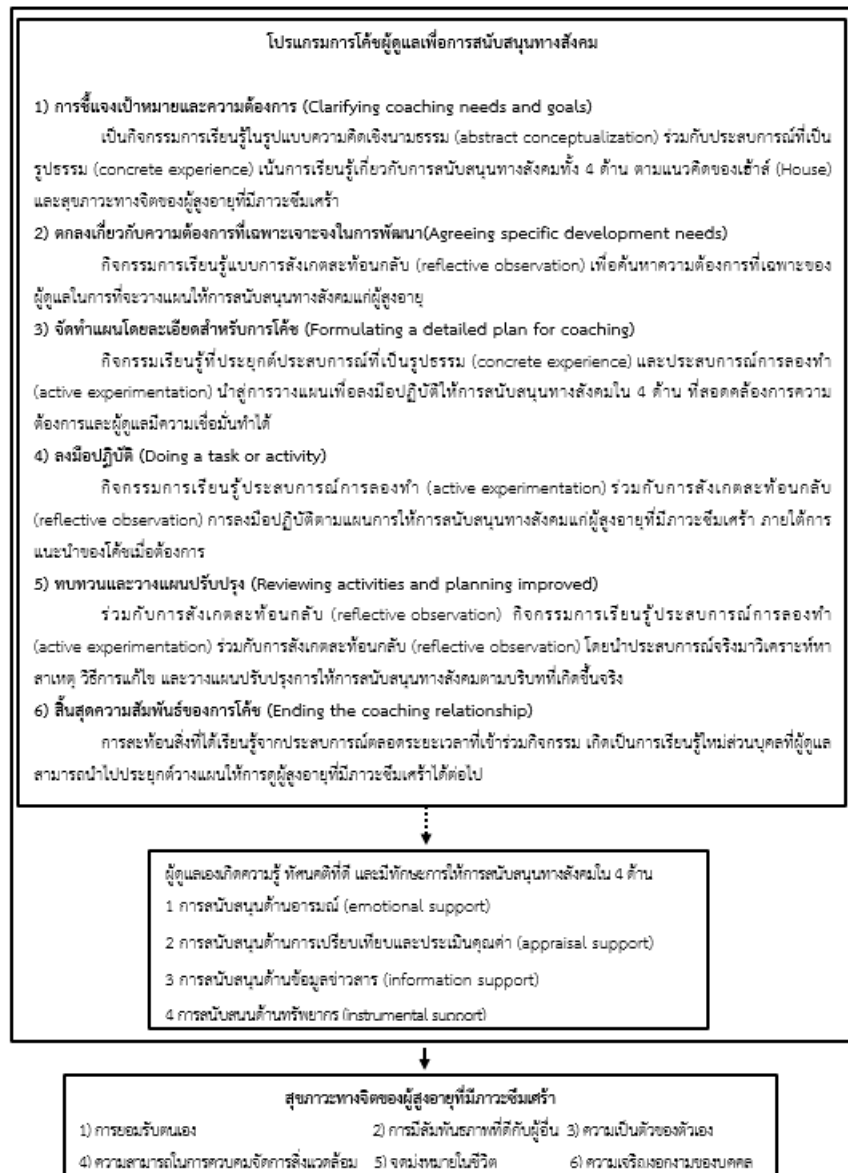 โปรแกรมการโค้ชผู้ดูแลเพื่อการสนับสนุนทางสังคม
1) การชี้แจงเป้าหมายและความต้องการ (Clarifying coaching needs and goals)
เป็นกิจกรรมการเรียนรู้ในรูปแบบความคิดเชิงนามธรรม (abstract conceptualization) ร่วมกับประสบการณ์ที่เป็น
รูปธรรม (concrete experience) เน้นการเรียนรู้เกี่ยวกับการสนับสนุนทางสังคมทั้ง 4 ด้าน ตามแนวคิดของเฮ้าส์ (House)
และสุขภาวะทางจิตของผู้สูงอายุที่มีภาวะซึมเศร้า
2) ตกลงเกี่ยวกับความต้องการที่เฉพาะเจาะจงในการพัฒนา(Agreeing specific development needs)
กิจกรรมการเรียนรู้แบบการสังเกตสะท้อนกลับ (reflective observation) เพื่อค้นหาความต้องการที่เฉพาะของ
ผู้ดูแลในการที่จะวางแผนให้การสนับสนุนทางสังคมแก่ผู้สูงอายุ
3) จัดทำแผนโดยละเอียดสำหรับการโค้ช (Formulating a detailed plan for coaching)
กิจกรรมเรียนรู้ที่ประยุกต์ประสบการณ์ที่เป็นรูปธรรม (concrete experience) และประสบการณ์การลองทำ
(active experimentation) นำสู่การวางแผนเพื่อลงมือปฏิบัติให้การสนับสนุนทางสังคมใน 4 ด้าน ที่สอดคล้องการความ
ต้องการและผู้ดูแลมีความเชื่อมั่นทำได้
4) ลงมือปฏิบัติ (Doing a task or activity)
กิจกรรมการเรียนรู้ประสบการณ์การลองทำ (active experimentation) ร่วมกับการสังเกตสะท้อนกลับ
(reflective observation) การลงมือปฏิบัติตามแผนการให้การสนับสนุนทางสังคมแก่ผู้สูงอายุที่มีภาวะซึมเศร้า ภายใต้การ
แนะนำของโค้ชเมื่อต้องการ
5) ทบทวนและวางแผนปรับปรุง (Reviewing activities and planning improved)
ร่วมกับการสังเกตสะท้อนกลับ (reflective observation) กิจกรรมการเรียนรู้ประสบการณ์การลองทำ
(active experimentation) ร่วมกับการสังเกตสะท้อนกลับ (reflective observation) โดยนำประสบการณ์จริงมาวิเคราะห์หา
สาเหตุ วิธีการแก้ไข และวางแผนปรับปรุงการให้การสนับสนุนทางสังคมตามบริบทที่เกิดขึ้นจริง
6) สิ้นสุดความสัมพันธ์ของการโค้ช (Ending the coaching relationship)
การสะท้อนสิ่งที่ได้เรียนรู้จากประสบการณ์ตลอดระยะเวลาที่เข้าร่วมกิจกรรม เกิดเป็นการเรียนรู้ใหม่ส่วนบุคลที่ผู้ดูแล
สามารถนำไปประยุกต์วางแผนให้การดูผู้สูงอายุที่มีภาวะซึมเศร้าได้ต่อไป
ผู้ดูแลเองเกิดความรู้ ทัศนคติที่ดี และมีทักษะการให้การสนับสนุนทางสังคมใน 4 ด้าน
1 การสนับสนุนด้านอารมณ์ (emotional support)
2 การสนับสนุนด้านการเปรียบเทียบและประเมินคุณค่า (appraisal support)
3 การสนับสนุนด้านข้อมูลข่าวสาร (information support)
4 การสนับสนุนด้านทรัพยากร (instrumental support)
สุขภาวะทางจิตของผู้สูงอายุที่มีภาวะซึมเศร้า
1) การยอมรับตนเอง 2) การมีสัมพันธภาพที่ดีกับผู้อื่น 3) ความเป็นตัวของตัวเอง
4) ความสามารถในการควบคุมจัดการสิ่งแวดล้อม 5) จุดมุ่งหมายในชีวิต 6) ความเจริญงอกงามของบุคคล